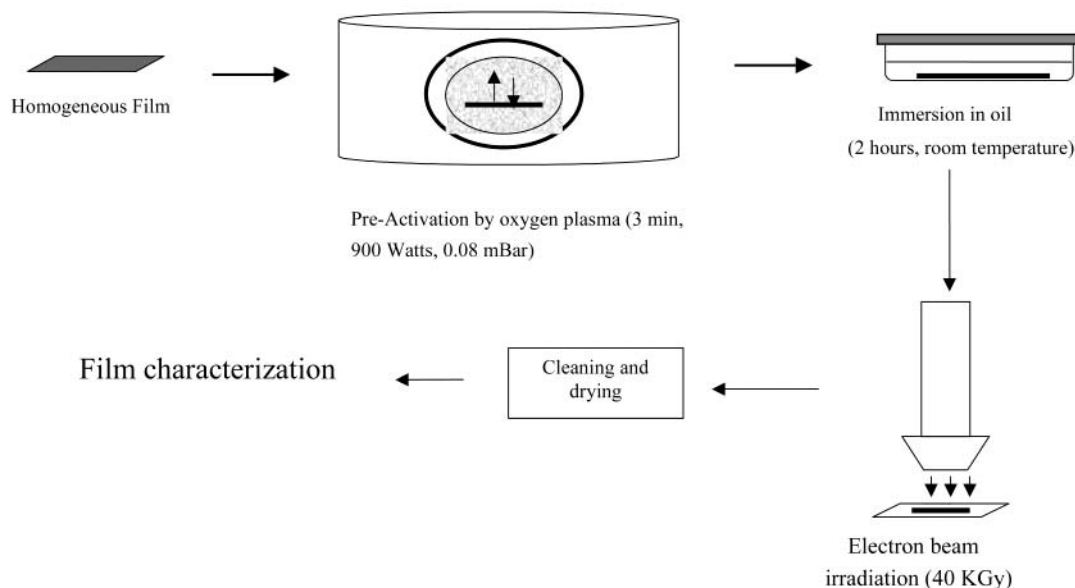 Homogeneous Film
Pre-Activation by oxygen plasma (3 min,
900 Watts, 0.08 mBar)
Immersion in oil
(2 hours, room temperature)
Electron beam
irradiation (40 KGy)
Cleaning and
drying
Film characterization